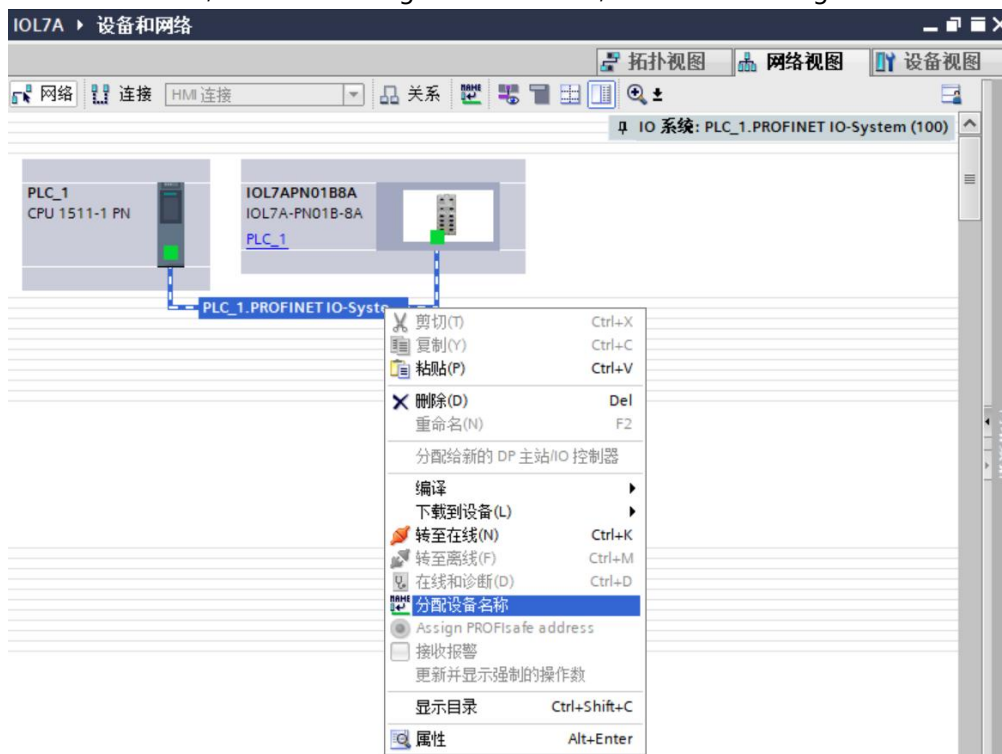 IOL7A ▸ 设备和网络
拓扑视图 网络视图 设备视图
网络 连接 HMI 连接 关系
IO 系统: PLC_1.PROFINET IO-System (100)
PLC_1
CPU 1511-1 PN
IOL7APN01B8A
IOL7A-PN01B-8A
PLC_1
PLC_1.PROFINET IO-Syste
剪切(T) Ctrl+X
复制(Y) Ctrl+C
粘贴(P) Ctrl+V
删除(D) Del
重命名(N) F2
分配给新的 DP 主站/IO 控制器
编译
下载到设备(L)
转至在线(N) Ctrl+K
转至离线(F) Ctrl+M
在线和诊断(D) Ctrl+D
分配设备名称
Assign PROFIsafe address
接收报警
更新并显示强制的操作数
显示目录 Ctrl+Shift+C
属性 Alt+Enter